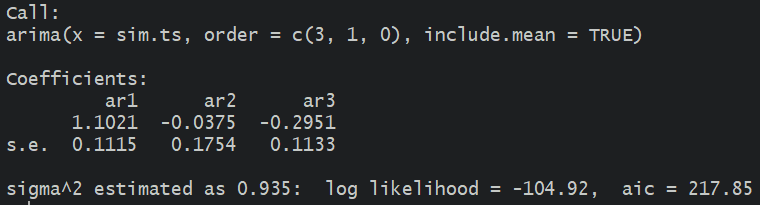 Call:
arima(x = sim.ts, order = c(3, 1, 0), include.mean = TRUE)
Coefficients:
ar1 ar2 ar3
1.1021 -0.0375 -0.2951
s.e. 0.1115 0.1754 0.1133
sigma^2 estimated as 0.935: log likelihood = -104.92, aic = 217.85